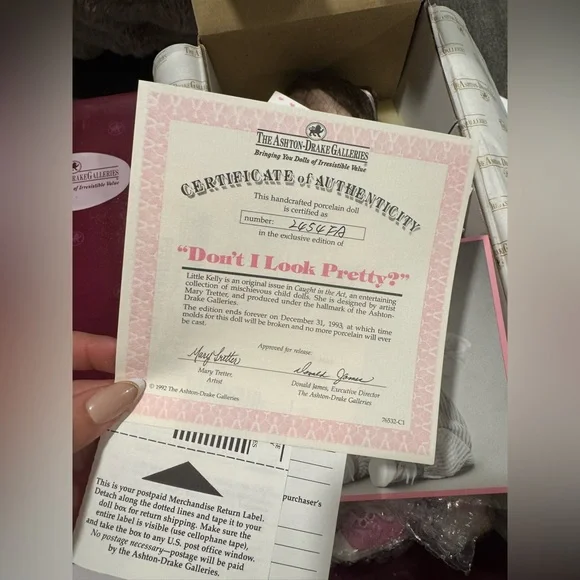 THE ASHTON-DRAKE GALLERIES
Bringing You Dolls of Irresistible Value
CERTIFICATE of AUTHENTICITY
This handcrafted porcelain doll
is certified as
number: 2454FA
in the exclusive edition of
"Don't I Look Pretty?"
Little Kelly is an original issue in Caught in the Act, an entertaining
collection of mischievous child dolls. She is designed by artist
Mary Tretter, and produced under the hallmark of the Ashton-
Drake Galleries.
The edition ends forever on December 31, 1993, at which time
molds for this doll will be broken and no more porcelain will ever
be cast.
Approved for release:
Mary Tretter
Donald James
Mary Tretter,
Artist
Donald James, Executive Director
The Ashton-Drake Galleries
© 1992 The Ashton-Drake Galleries
76532-C1
GALLERIES
of Irresistible Value
This is your postpaid Merchandise Return Label.
Detach along the dotted lines and tape it to your
doll box for return shipping. Make sure the
entire label is visible (use cellophane tape),
and take the box to any U.S. post office window.
No postage necessary—postage will be paid
by the Ashton-Drake Galleries.
purchaser's